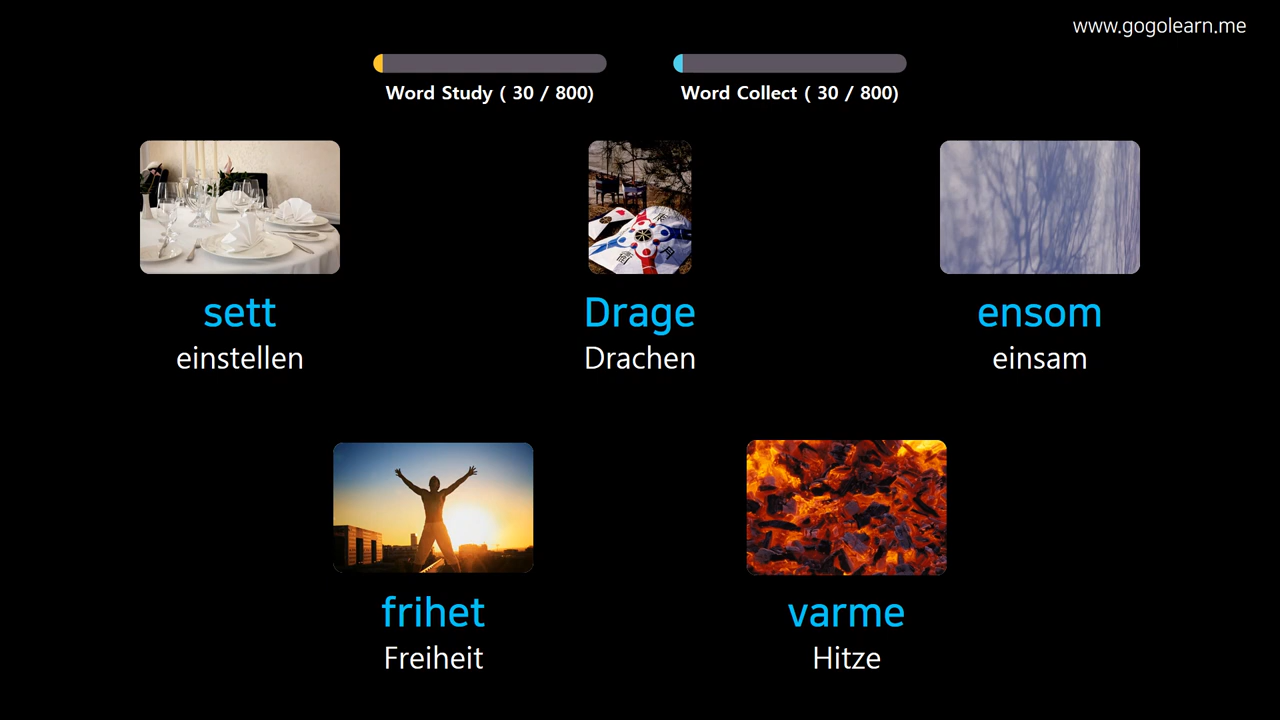 www.gogolearn.me
Word Study ( 30 / 800)
Word Collect ( 30 / 800)
sett
einstellen
Drage
Drachen
ensom
einsam
frihet
Freiheit
varme
Hitze